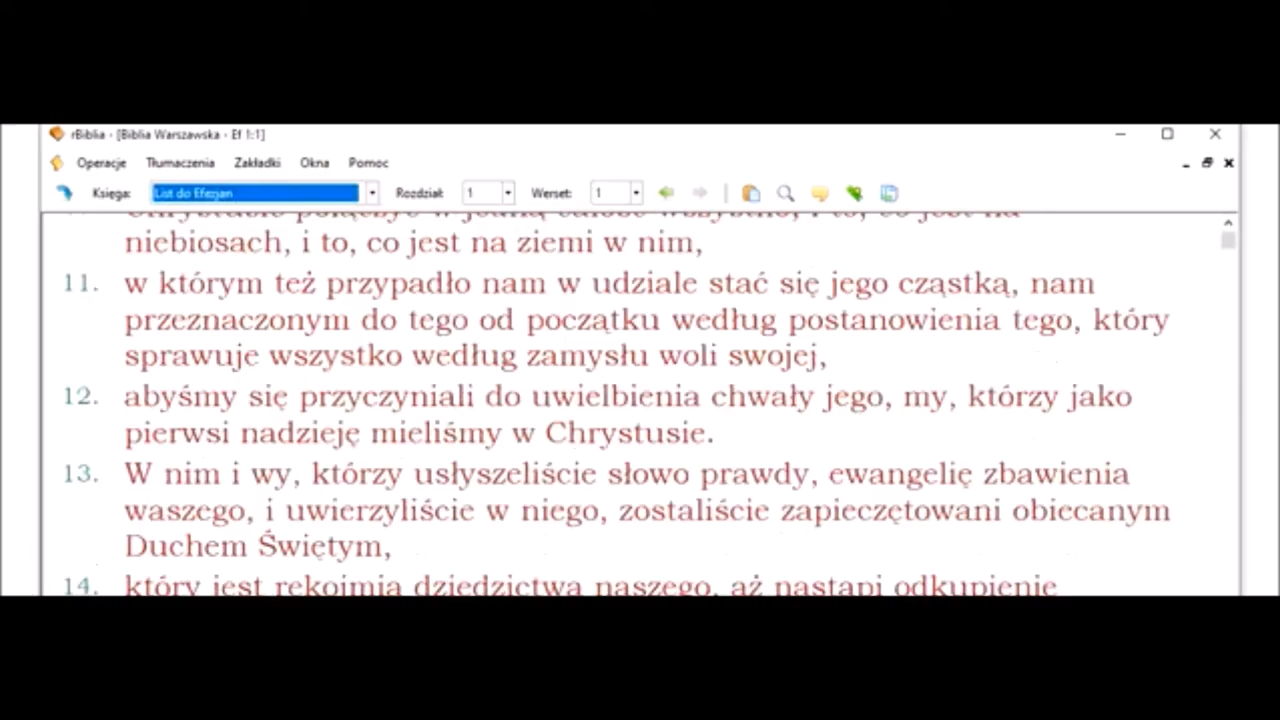 rBiblia - [Biblia Warszawska - Ef 1:1]
Operacje Tłumaczenia Zakładki Okna Pomoc
Księga: List do Efezjan Rozdział: 1 Werset: 1
niebiosach, i to, co jest na ziemi w nim,
11. w którym też przypadło nam w udziale stać się jego cząstką, nam
przeznaczonym do tego od początku według postanowienia tego, który
sprawuje wszystko według zamysłu woli swojej,
12. abyśmy się przyczyniali do uwielbienia chwały jego, my, którzy jako
pierwsi nadzieję mieliśmy w Chrystusie.
13. W nim i wy, którzy usłyszeliście słowo prawdy, ewangelię zbawienia
waszego, i uwierzyliście w niego, zostaliście zapieczętowani obiecanym
Duchem Świętym,
14. który jest rękojmią dziedzictwa naszego, aż nastąpi odkupienie